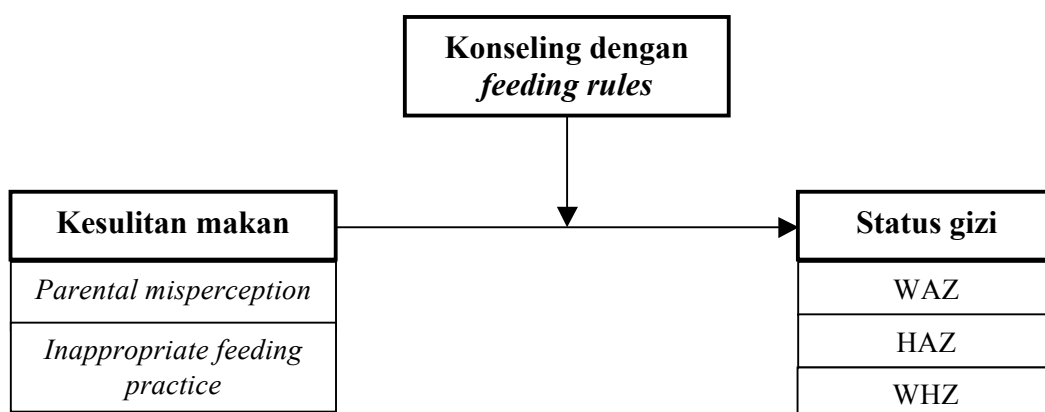 Konseling dengan
feeding rules
Kesulitan makan
Parental misperception
Inappropriate feeding
practice
Status gizi
WAZ
HAZ
WHZ